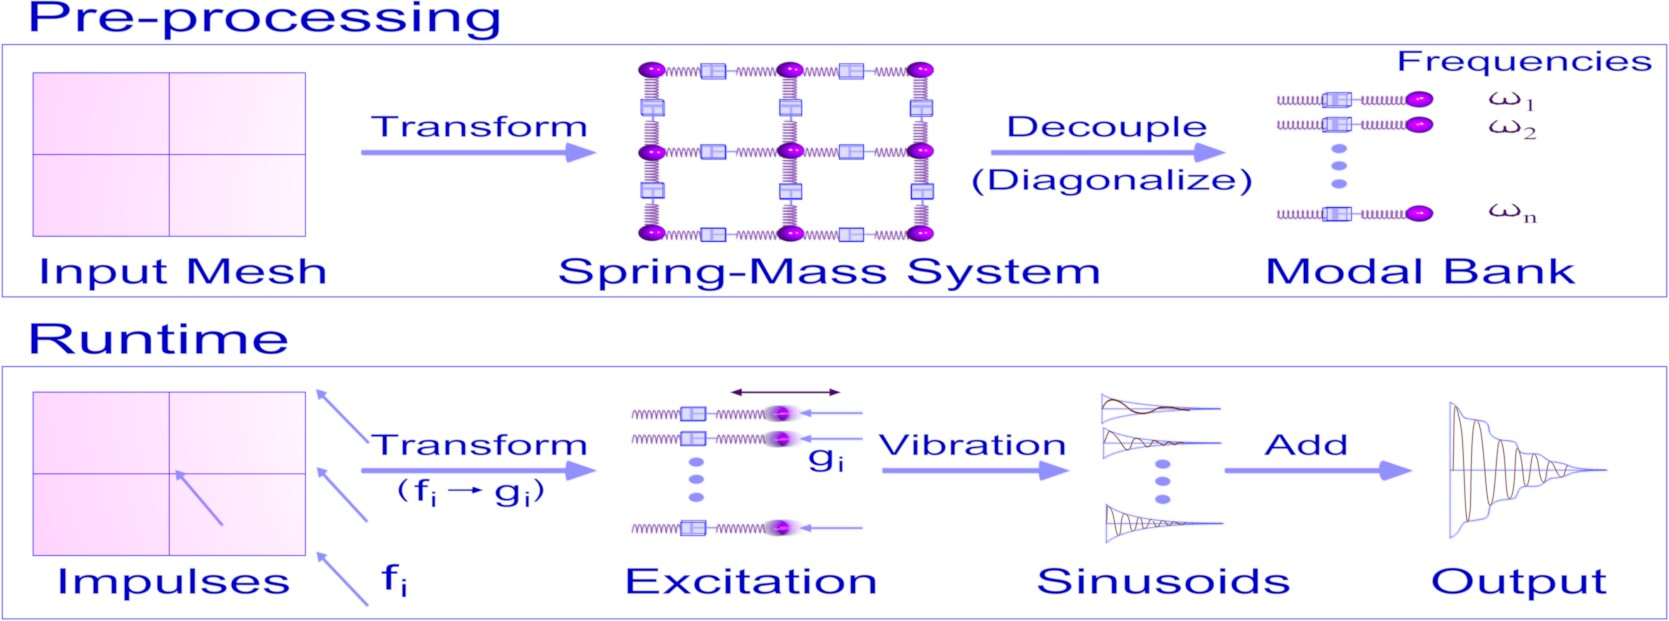 Pre-processing
Frequencies
Transform
Decouple
(Diagonalize)
ω1
ω2
ωn
Input Mesh
Spring-Mass System
Modal Bank
Runtime
Transform
(fi → gi)
gi
Vibration
Add
Impulses
fi
Excitation
Sinusoids
Output